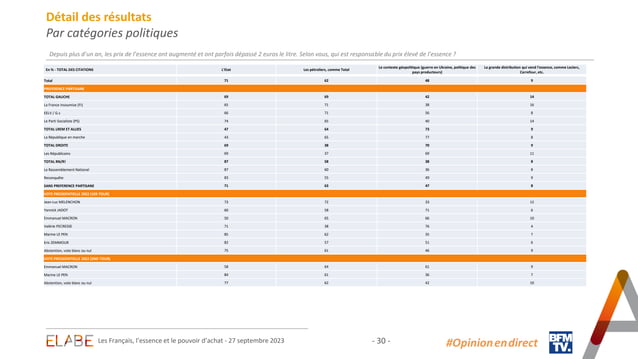 Détail des résultats
Par catégories politiques
Depuis plus d'un an, les prix de l'essence ont augmenté et ont parfois dépassé 2 euros le litre. Selon vous, qui est responsable du prix élevé de l'essence ?
En % - TOTAL DES CITATIONS L'Etat Les pétroliers, comme Total Le contexte géopolitique (guerre en Ukraine, politique des pays producteurs) La grande distribution qui vend l'essence, comme Leclerc, Carrefour, etc.
Total 71 62 48 9
PREFERENCE PARTISANE
TOTAL GAUCHE 69 69 42 14
La France Insoumise (FI) 65 71 38 16
EELV / G.s 66 71 56 8
Le Parti Socialiste (PS) 74 65 40 14
TOTAL LREM ET ALLIES 47 64 73 9
La République en marche 43 65 77 8
TOTAL DROITE 69 38 70 9
Les Républicains 69 37 69 11
TOTAL RN/R! 87 58 38 8
Le Rassemblement National 87 60 36 8
Reconquête 83 55 49 9
SANS PREFERENCE PARTISANE 71 63 47 8
VOTE PRESIDENTIELLE 2022 (1ER TOUR)
Jean-Luc MELENCHON 73 72 33 12
Yannick JADOT 60 58 71 6
Emmanuel MACRON 50 65 66 10
Valérie PECRESSE 71 38 76 4
Marine LE PEN 85 62 35 7
Eric ZEMMOUR 82 57 51 6
Abstention, vote blanc ou nul 75 61 46 9
VOTE PRESIDENTIELLE 2022 (2ND TOUR)
Emmanuel MACRON 58 64 61 9
Marine LE PEN 84 61 36 7
Abstention, vote blanc ou nul 77 62 42 10
ELABE Les Français, l'essence et le pouvoir d'achat - 27 septembre 2023 - 30 - #Opinionendirect BFM TV.